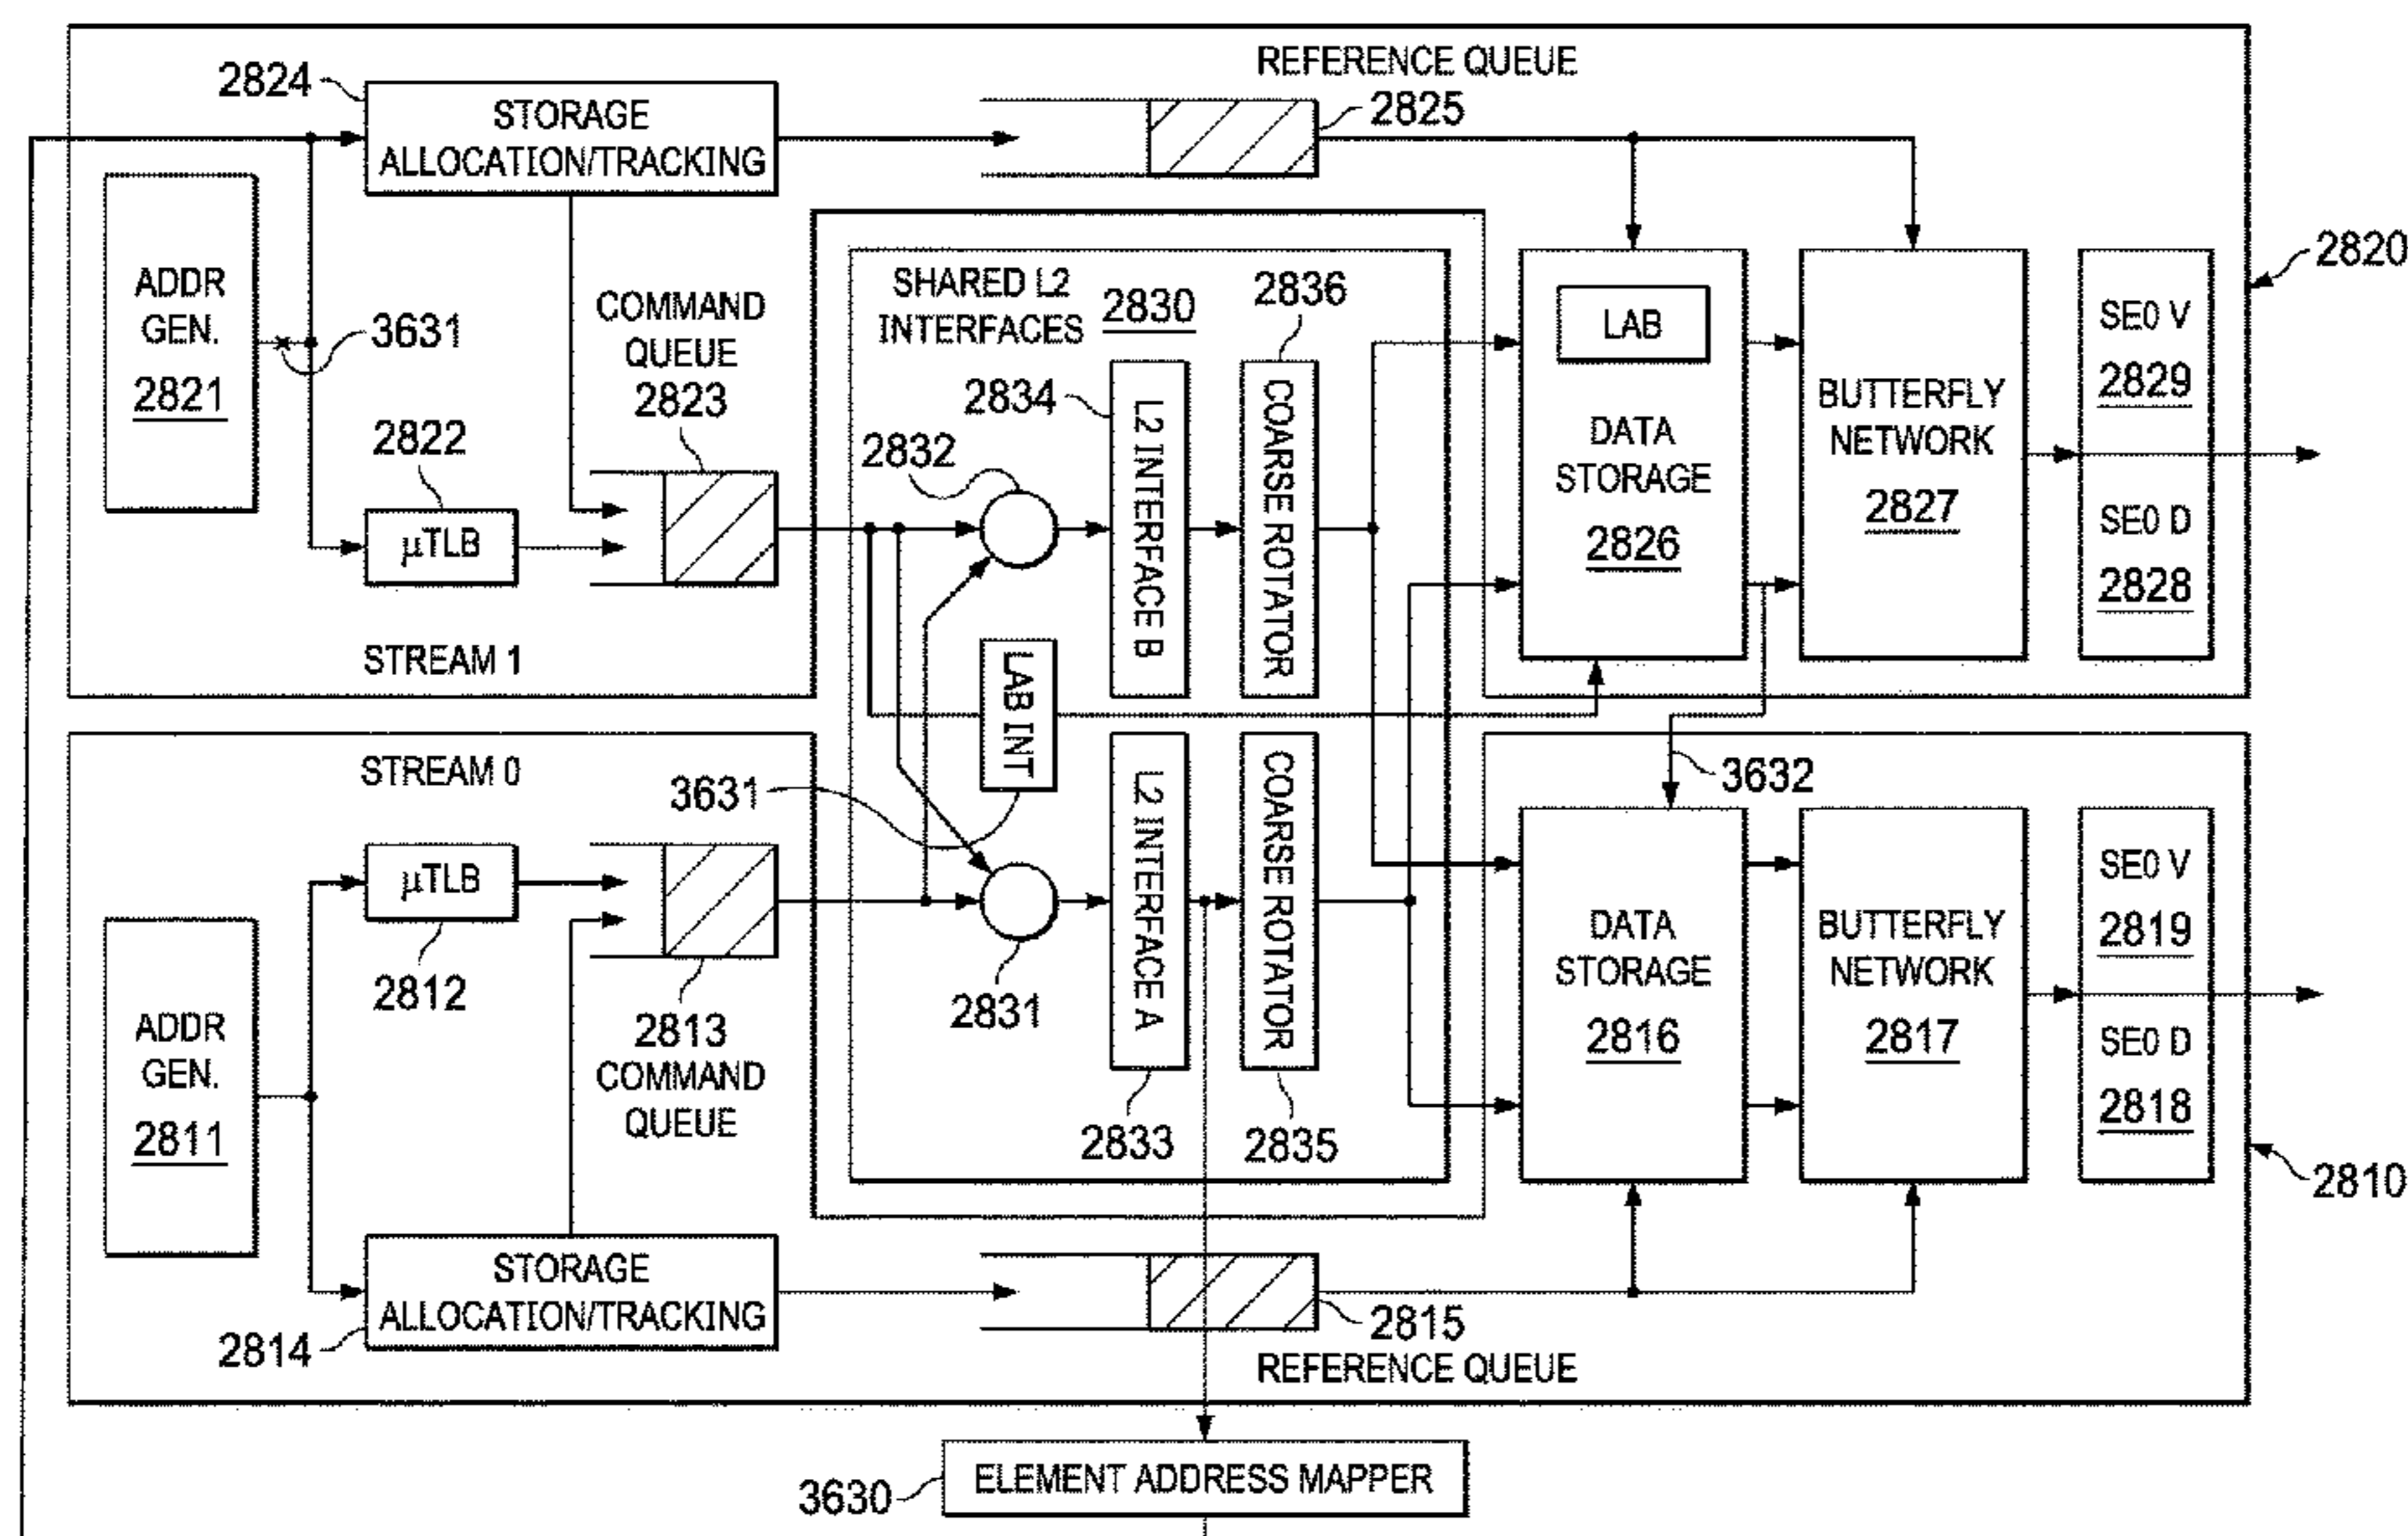 REFERENCE QUEUE
2825
2824
STORAGE
ALLOCATION/TRACKING
ADDR
GEN.
2821
3631
COMMAND
QUEUE
2823
2822
μTLB
STREAM 1
SHARED L2
INTERFACES 2830
2836
2834
2832
L2 INTERFACE B
COARSE ROTATOR
LAB INT
LAB
DATA
STORAGE
2826
BUTTERFLY
NETWORK
2827
SE0 V
2829
SE0 D
2828
2820
STREAM 0
3631
3632
μTLB
2812
ADDR
GEN.
2811
2813
COMMAND
QUEUE
2831
L2 INTERFACE A
COARSE ROTATOR
2833
2835
DATA
STORAGE
2816
BUTTERFLY
NETWORK
2817
SE0 V
2819
SE0 D
2818
2810
STORAGE
ALLOCATION/TRACKING
2814
2815
REFERENCE QUEUE
3630
ELEMENT ADDRESS MAPPER